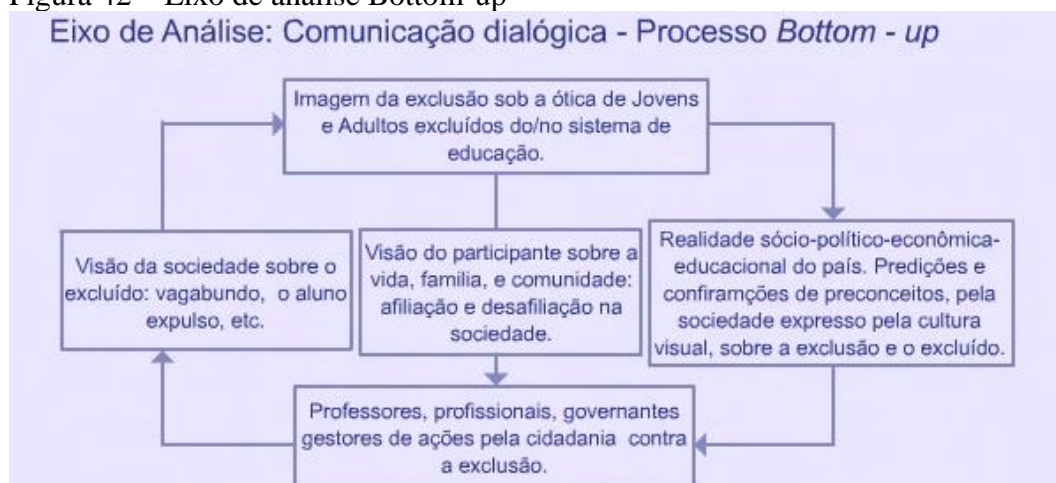 Figura 42 – Eixo de análise Bottom-up
Eixo de Análise: Comunicação dialógica - Processo Bottom - up
Imagem da exclusão sob a ótica de Jovens
e Adultos excluídos do/no sistema de
educação.
Visão da sociedade sobre o
excluído: vagabundo, o aluno
expulso, etc.
Visão do participante sobre a
vida, família, e comunidade:
afiliação e desafiliação na
sociedade.
Realidade sócio-político-econômica-
educacional do país. Predições e
confiramções de preconceitos, pela
sociedade expresso pela cultura
visual, sobre a exclusão e o excluído.
Professores, profissionais, governantes
gestores de ações pela cidadania contra
a exclusão.